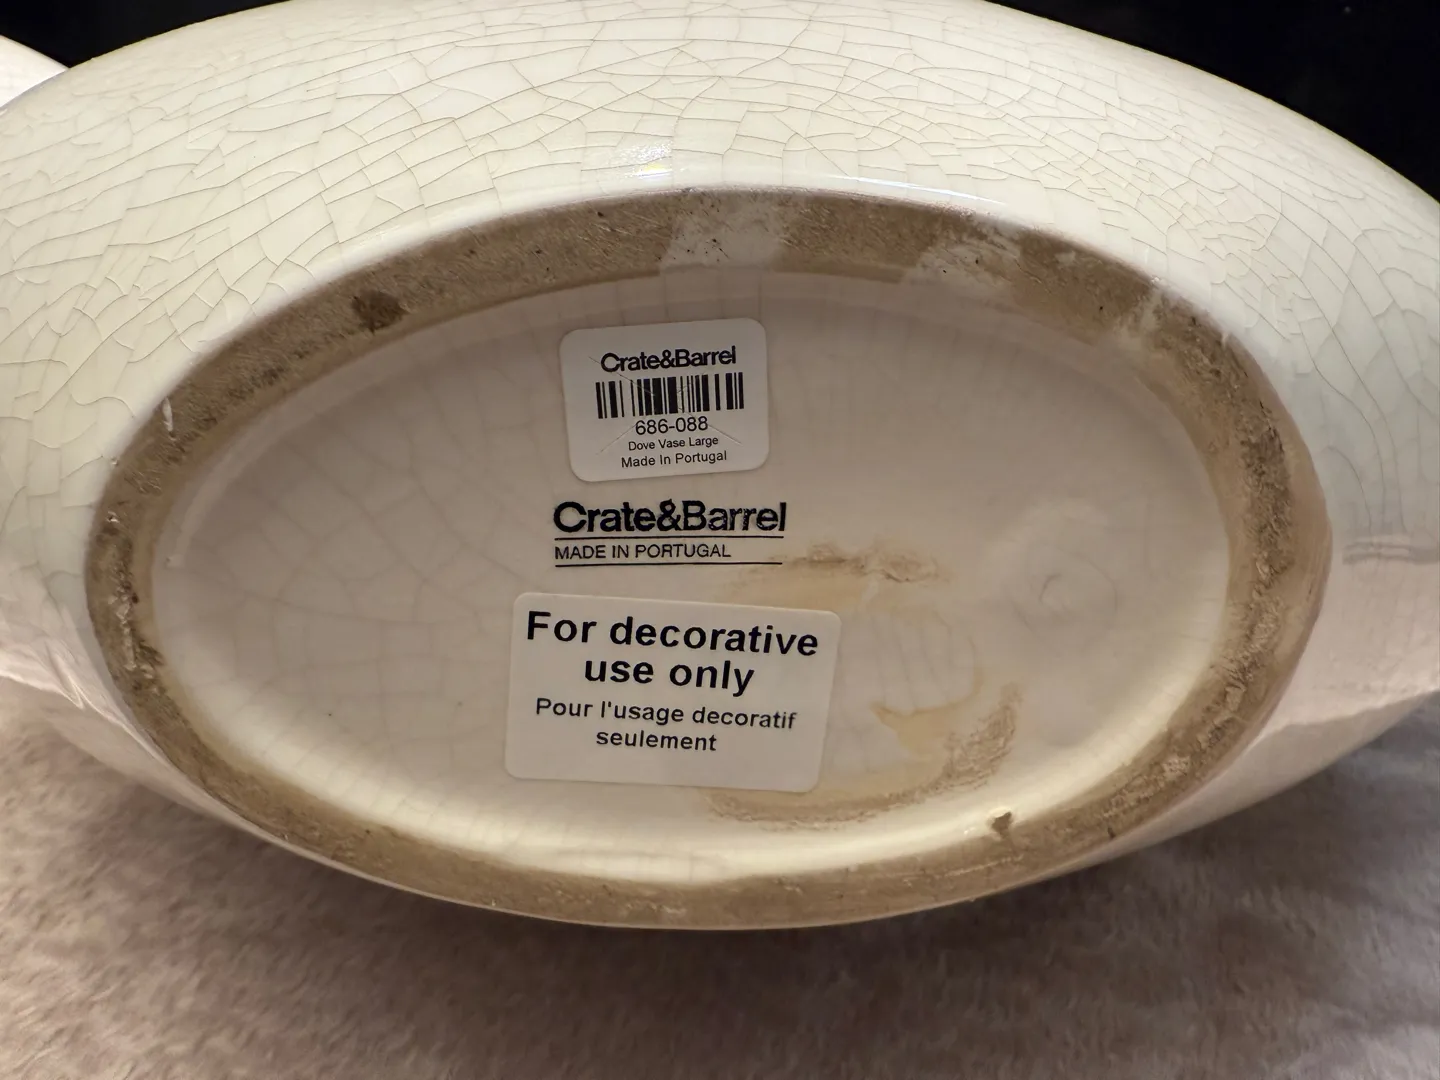 Crate&Barrel
686-088
Dove Vase Large
Made In Portugal
Crate&Barrel
MADE IN PORTUGAL
For decorative
use only
Pour l'usage decoratif
seulement